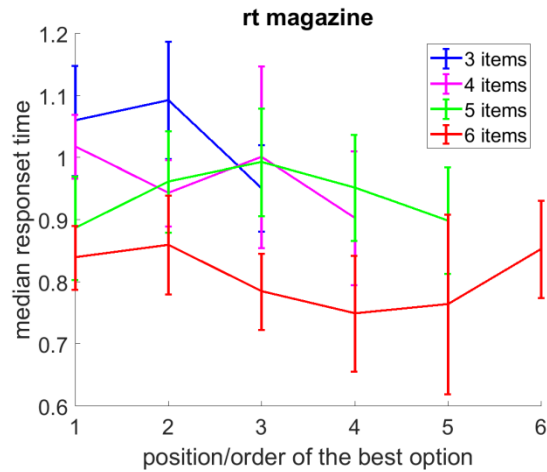 rt magazine
1.2
1.1
1
0.9
0.8
0.7
0.6
median responset time
3 items
4 items
5 items
6 items
1 2 3 4 5 6
position/order of the best option